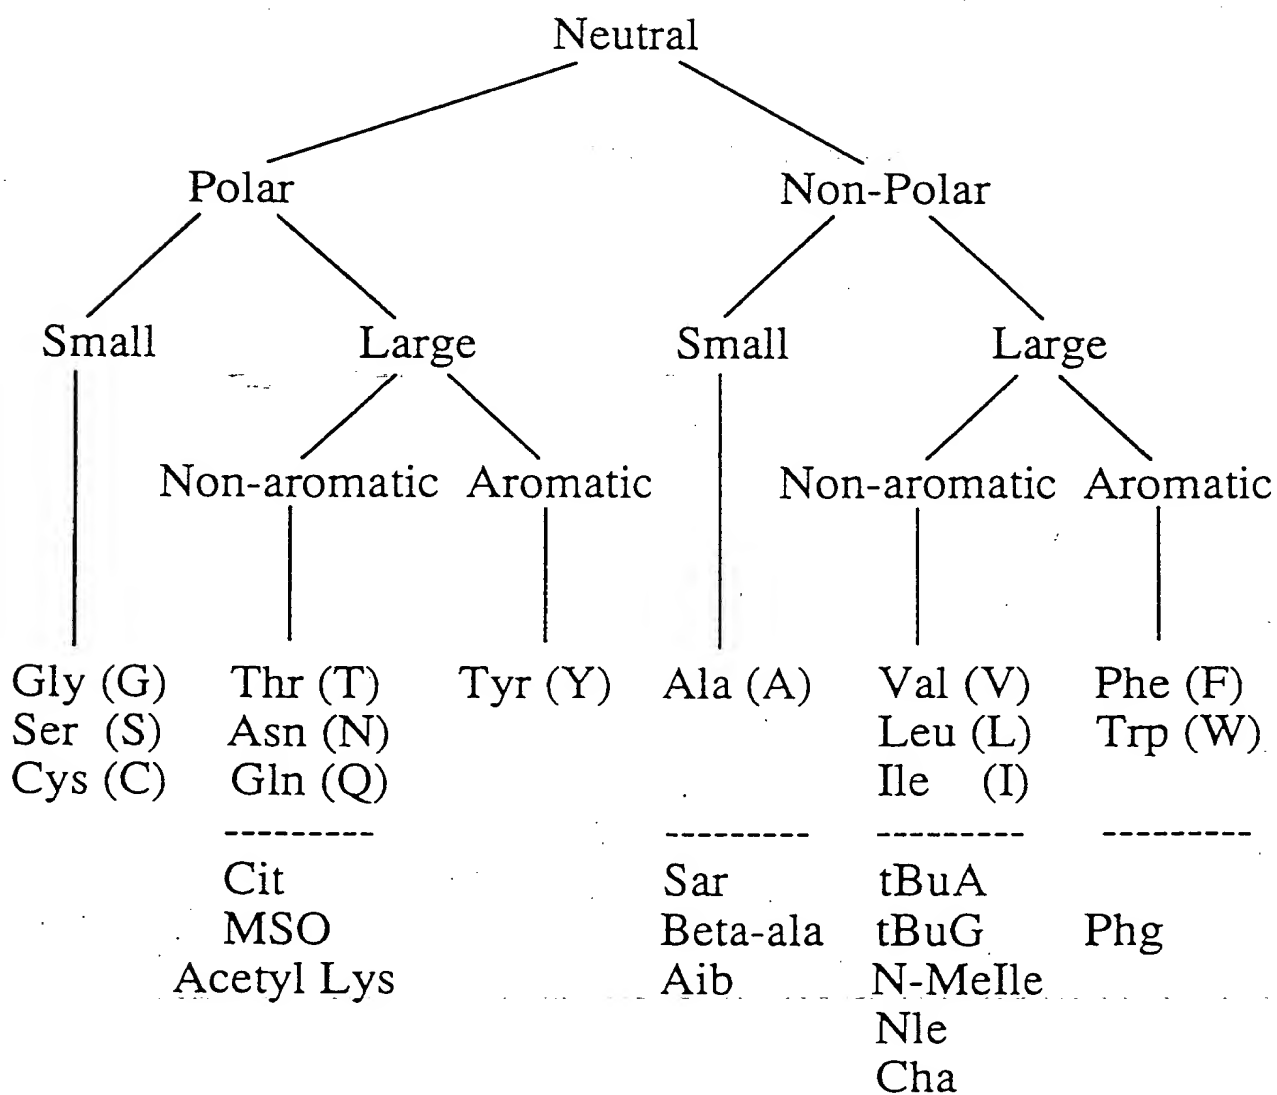 Neutral
Polar Non-Polar
Small Large Small Large
Non-aromatic Aromatic Non-aromatic Aromatic
Gly (G) Thr (T) Tyr (Y) Ala (A) Val (V) Phe (F)
Ser (S) Asn (N) Leu (L) Trp (W)
Cys (C) Gln (Q) Ile (I)
--------- --------- --------- ---------
Cit Sar tBuA
MSO Beta-ala tBuG Phg
Acetyl Lys Aib N-MeIle
Nle
Cha